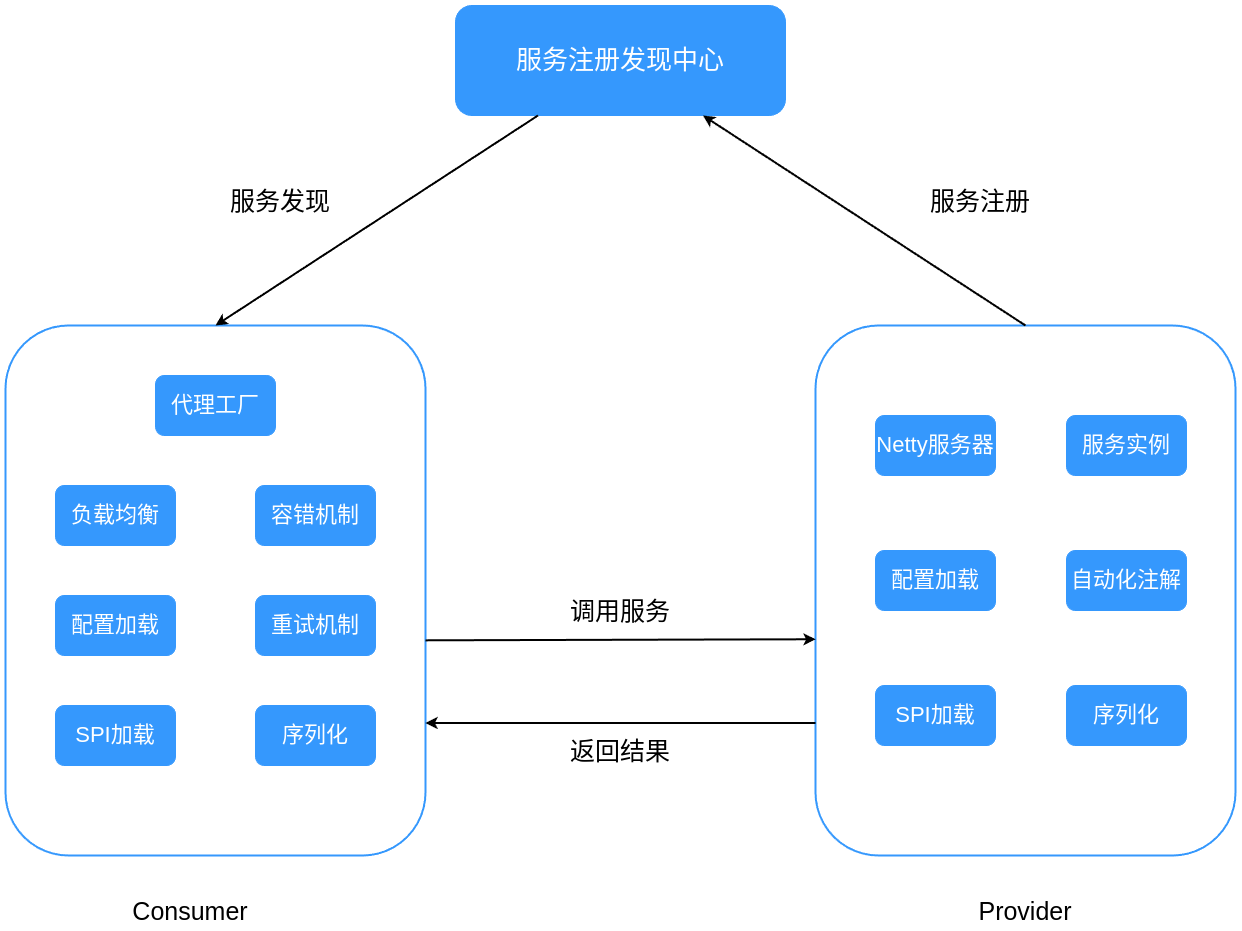 服务注册发现中心
服务发现
服务注册
代理工厂
负载均衡
容错机制
配置加载
重试机制
SPI加载
序列化
调用服务
返回结果
Netty服务器
服务实例
配置加载
自动化注解
SPI加载
序列化
Consumer
Provider